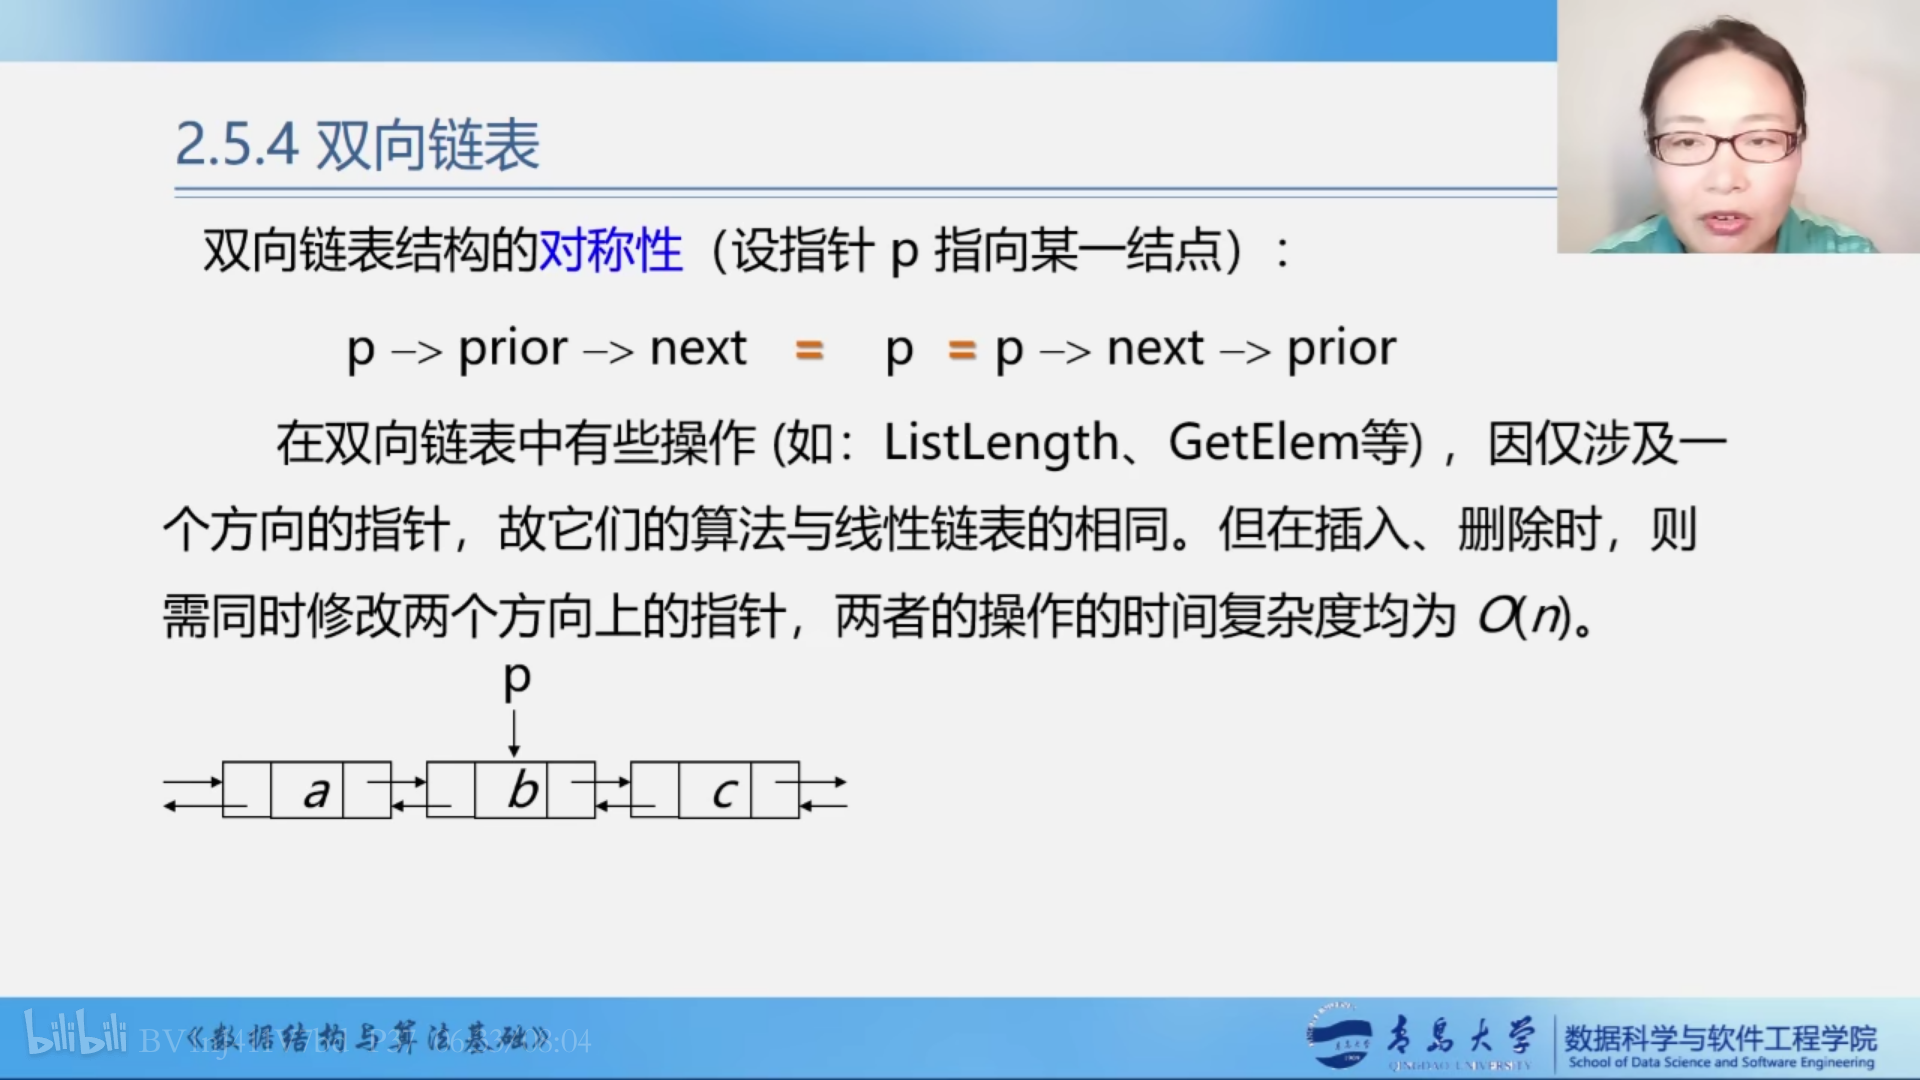 2.5.4 双向链表
双向链表结构的对称性（设指针 p 指向某一结点）:
p –> prior –> next = p = p –> next –> prior
在双向链表中有些操作 (如：ListLength、GetElem等) ，因仅涉及一
个方向的指针，故它们的算法与线性链表的相同。但在插入、删除时，则
需同时修改两个方向上的指针，两者的操作的时间复杂度均为 O(n)。
p
a b c
bilibili
《数据结构与算法基础》
青岛大学
QINGDAO UNIVERSITY
数据科学与软件工程学院
School of Data Science and Software Engineering